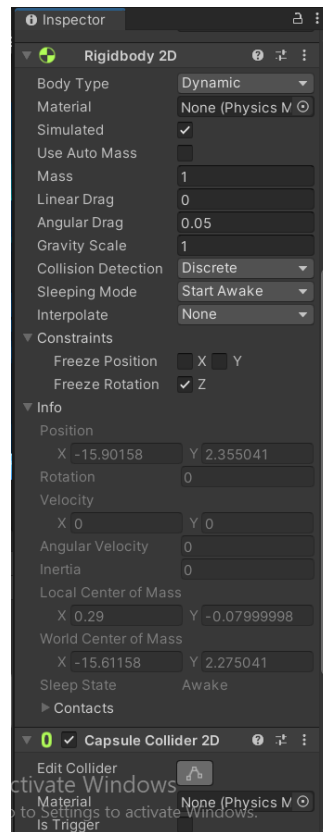 Inspector
Rigidbody 2D
Body Type Dynamic
Material None (Physics M
Simulated
Use Auto Mass
Mass 1
Linear Drag 0
Angular Drag 0.05
Gravity Scale 1
Collision Detection Discrete
Sleeping Mode Start Awake
Interpolate None
Constraints
Freeze Position X Y
Freeze Rotation Z
Info
Position
X -15.90158 Y 2.355041
Rotation 0
Velocity
X 0 Y 0
Angular Velocity 0
Inertia 0
Local Center of Mass
X 0.29 Y -0.07999998
World Center of Mass
X -15.61158 Y 2.275041
Sleep State Awake
Contacts
Capsule Collider 2D
Edit Collider
ctivate Windows
Material None (Physics M
to Settings to activate Windows.
Is Trigger